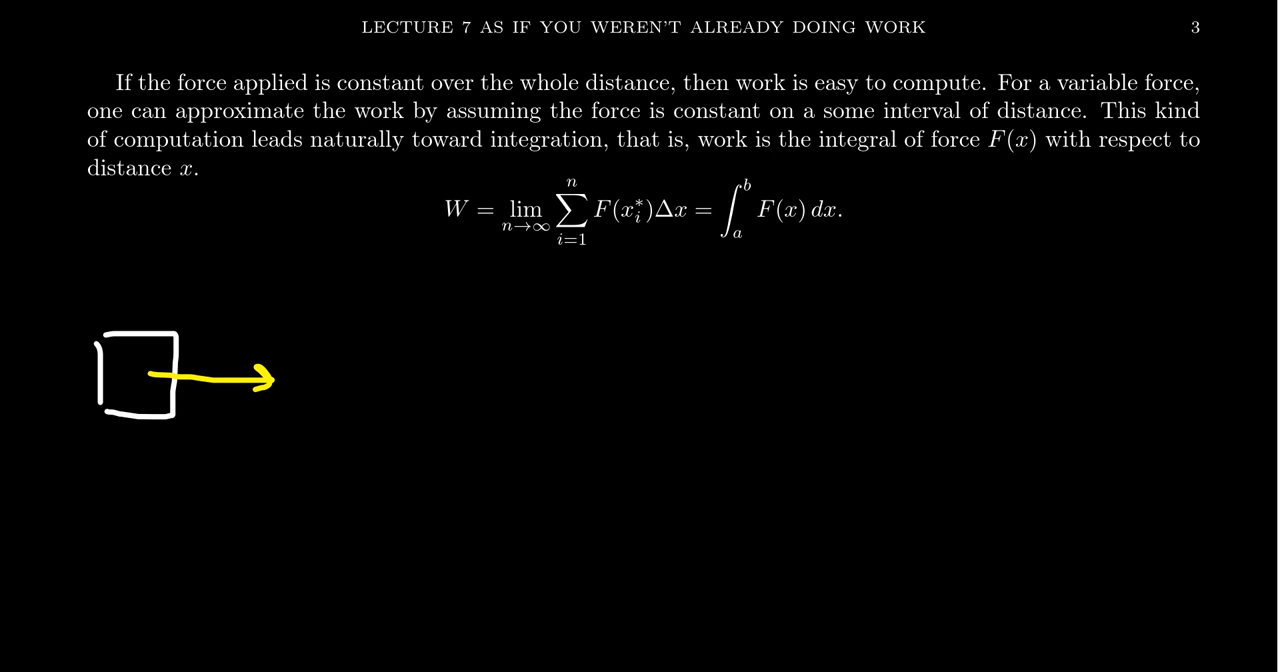 LECTURE 7 AS IF YOU WEREN'T ALREADY DOING WORK 3
If the force applied is constant over the whole distance, then work is easy to compute. For a variable force,
one can approximate the work by assuming the force is constant on a some interval of distance. This kind
of computation leads naturally toward integration, that is, work is the integral of force F(x) with respect to
distance x.
W = lim_{n→∞} ∑_{i=1}^{n} F(x_i^*)Δx = ∫_a^b F(x) dx.